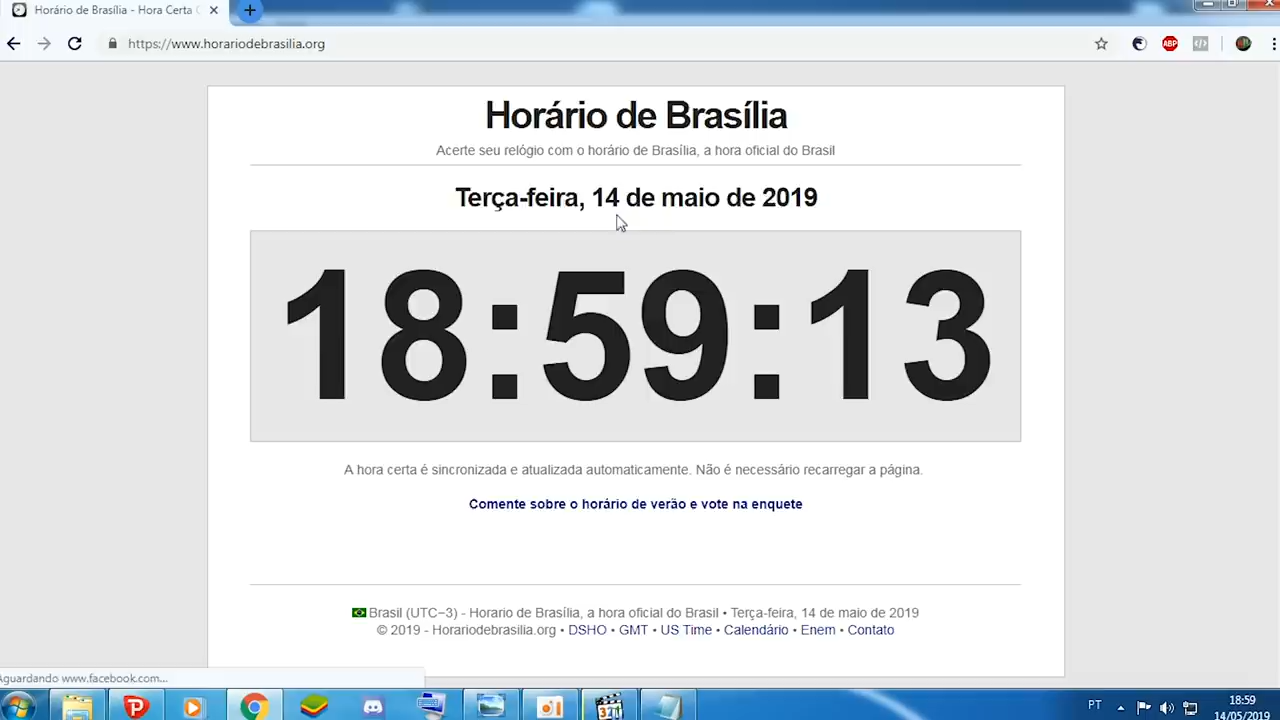 Horário de Brasília - Hora Certa
https://www.horariodebrasilia.org
ABP
Horário de Brasília
Acerte seu relógio com o horário de Brasília, a hora oficial do Brasil
Terça-feira, 14 de maio de 2019
18:59:13
A hora certa é sincronizada e atualizada automaticamente. Não é necessário recarregar a página.
Comente sobre o horário de verão e vote na enquete
Brasil (UTC−3) - Horario de Brasília, a hora oficial do Brasil • Terça-feira, 14 de maio de 2019
© 2019 - Horariodebrasilia.org • DSHO • GMT • US Time • Calendário • Enem • Contato
Aguardando www.facebook.com...
PT
18:59
14/05/2019